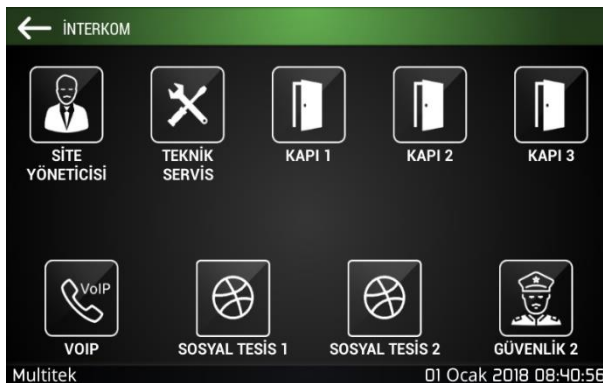 İNTERKOM
SİTE
YÖNETİCİSİ
TEKNİK
SERVİS
KAPI 1
KAPI 2
KAPI 3
VoIP
VOIP
SOSYAL TESİS 1
SOSYAL TESİS 2
GÜVENLİK 2
Multitek
01 Ocak 2018 08:40:56